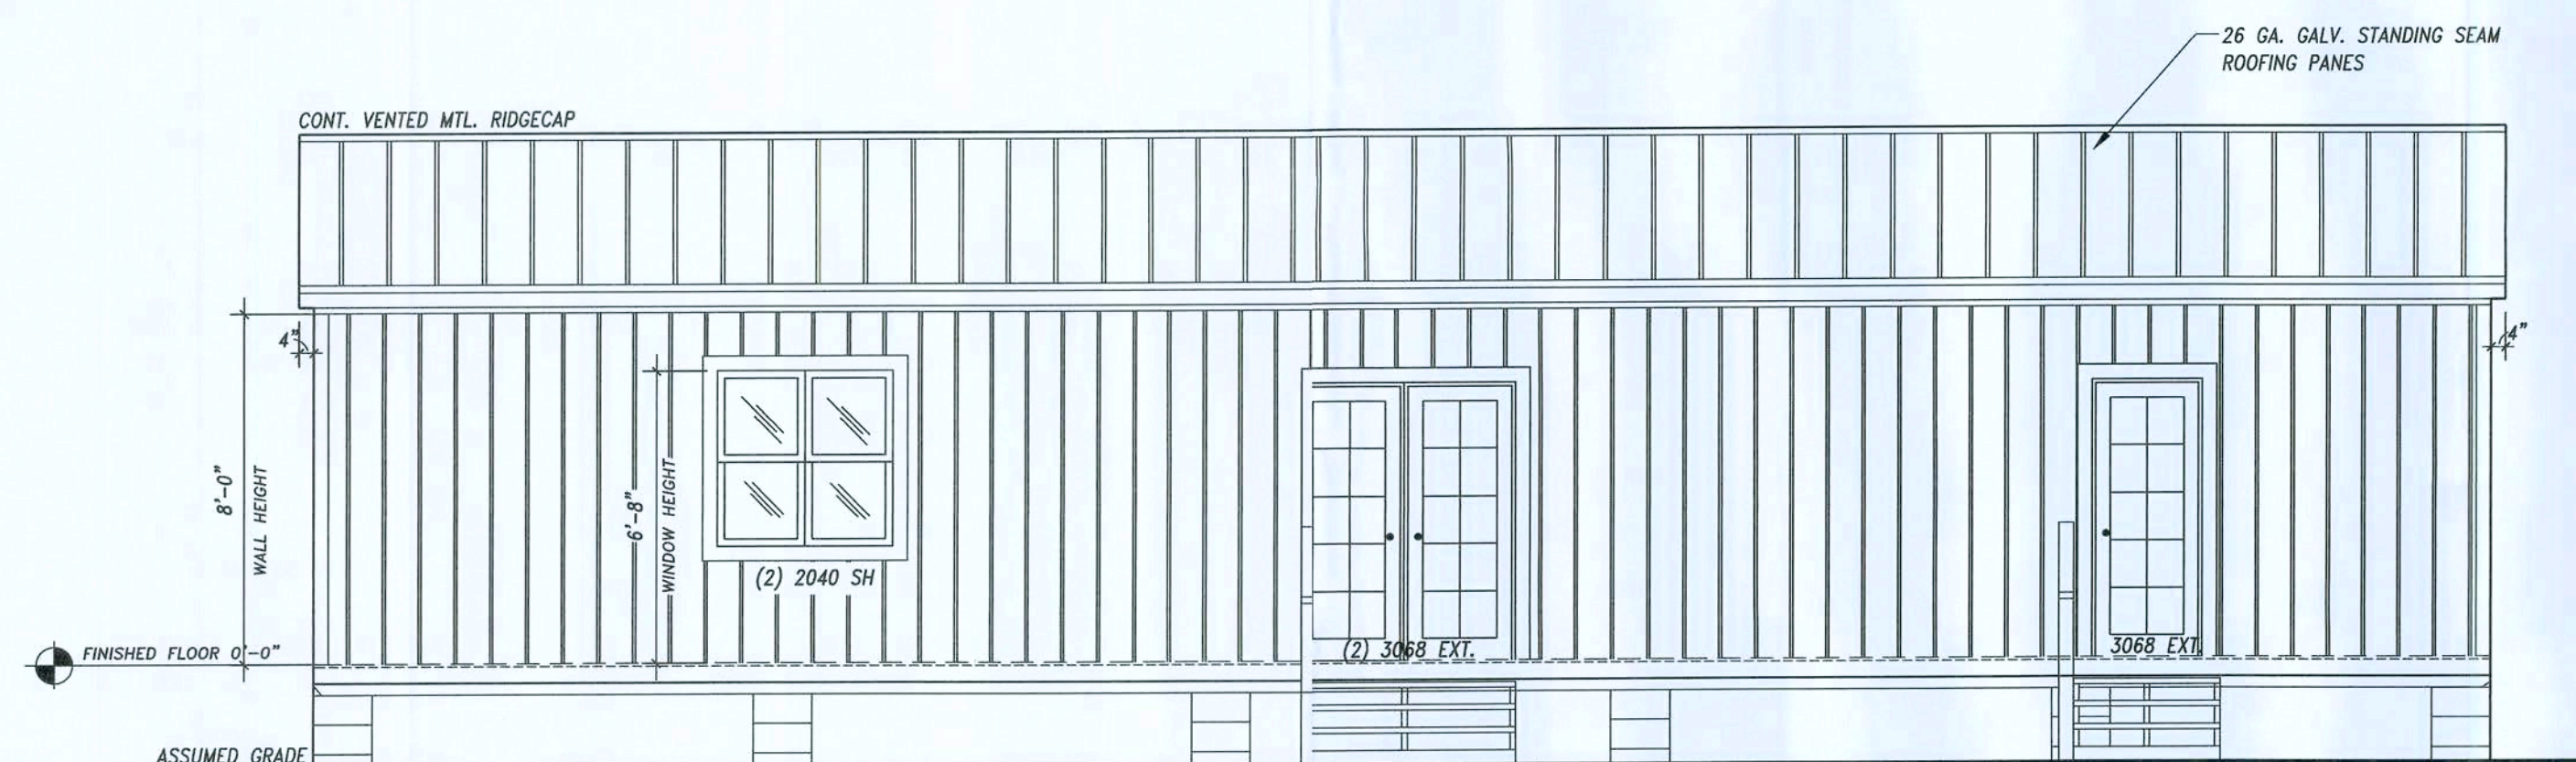 26 GA. GALV. STANDING SEAM
ROOFING PANES
CONT. VENTED MTL. RIDGECAP
4"
4"
8'-0"
WALL HEIGHT
6'-8"
WINDOW HEIGHT
(2) 2040 SH
FINISHED FLOOR 0'-0"
(2) 3068 EXT.
3068 EXT.
ASSUMED GRADE